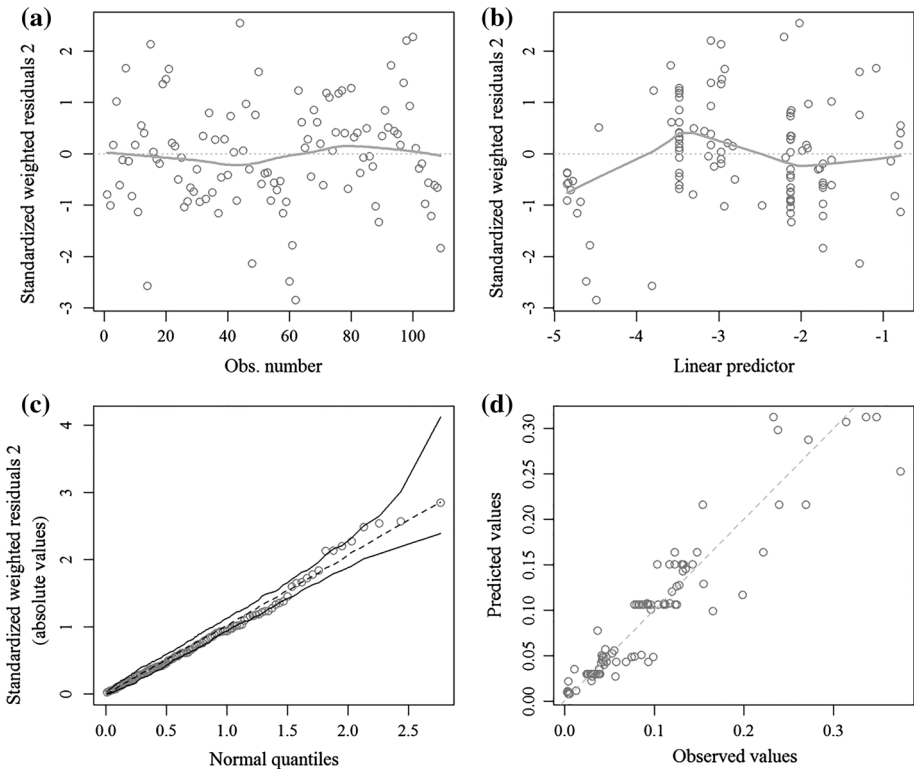 (a)
Standardized weighted residuals 2
2
1
0
-1
-2
-3
0 20 40 60 80 100
Obs. number
(b)
Standardized weighted residuals 2
2
1
0
-1
-2
-3
-5 -4 -3 -2 -1
Linear predictor
(c)
Standardized weighted residuals 2
(absolute values)
4
3
2
1
0
0.0 0.5 1.0 1.5 2.0 2.5
Normal quantiles
(d)
Predicted values
0.30
0.25
0.20
0.15
0.10
0.05
0.00
0.0 0.1 0.2 0.3
Observed values